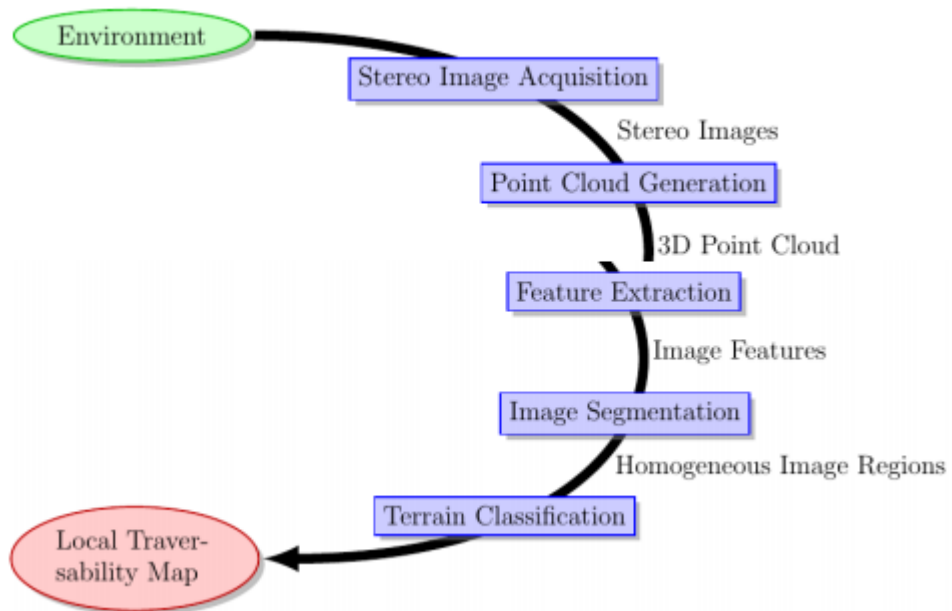 Environment
Stereo Image Acquisition
Stereo Images
Point Cloud Generation
3D Point Cloud
Feature Extraction
Image Features
Image Segmentation
Homogeneous Image Regions
Terrain Classification
Local Traver-
sability Map